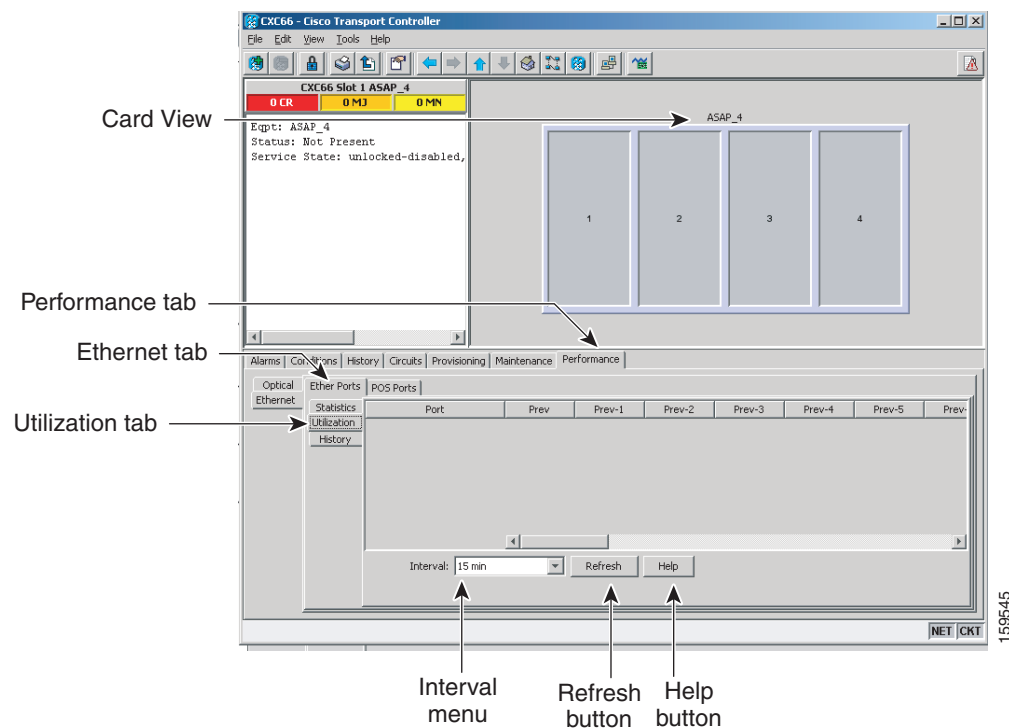 CXC66 - Cisco Transport Controller
File Edit View Tools Help
CXC66 Slot 1 ASAP_4
0 CR 0 MJ 0 MN
Eqpt: ASAP_4
Status: Not Present
Service State: unlocked-disabled,
Card View
ASAP_4
1 2 3 4
Performance tab
Ethernet tab
Utilization tab
Alarms Conditions History Circuits Provisioning Maintenance Performance
Optical
Ethernet
Ether Ports POS Ports
Statistics
Utilization
History
Port Prev Prev-1 Prev-2 Prev-3 Prev-4 Prev-5 Prev-
Interval: 15 min Refresh Help
NET CKT
159545
Interval
menu
Refresh
button
Help
button